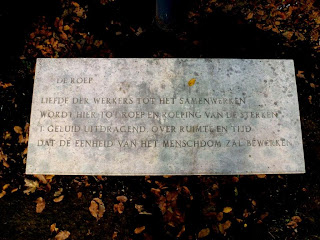 DE ROEP
LIEFDE DER WERKERS TOT HET SAMENWERKEN
WORDT HIER TOT ROEP EN ROEPING VAN DE STERKEN
'T GELUID UITDRAGEND OVER RUIMTE EN TIJD
DAT DE EENHEID VAN HET MENSCHDOM ZAL BEWERKEN